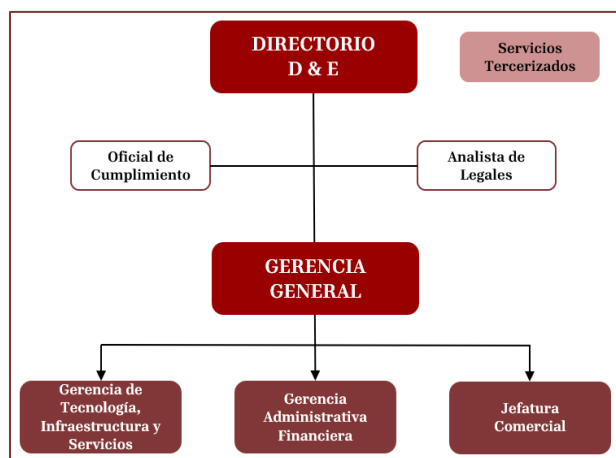 DIRECTORIO
D & E
Servicios
Tercerizados
Oficial de
Cumplimiento
Analista de
Legales
GERENCIA
GENERAL
Gerencia de
Tecnología,
Infraestructura y
Servicios
Gerencia
Administrativa
Financiera
Jefatura
Comercial